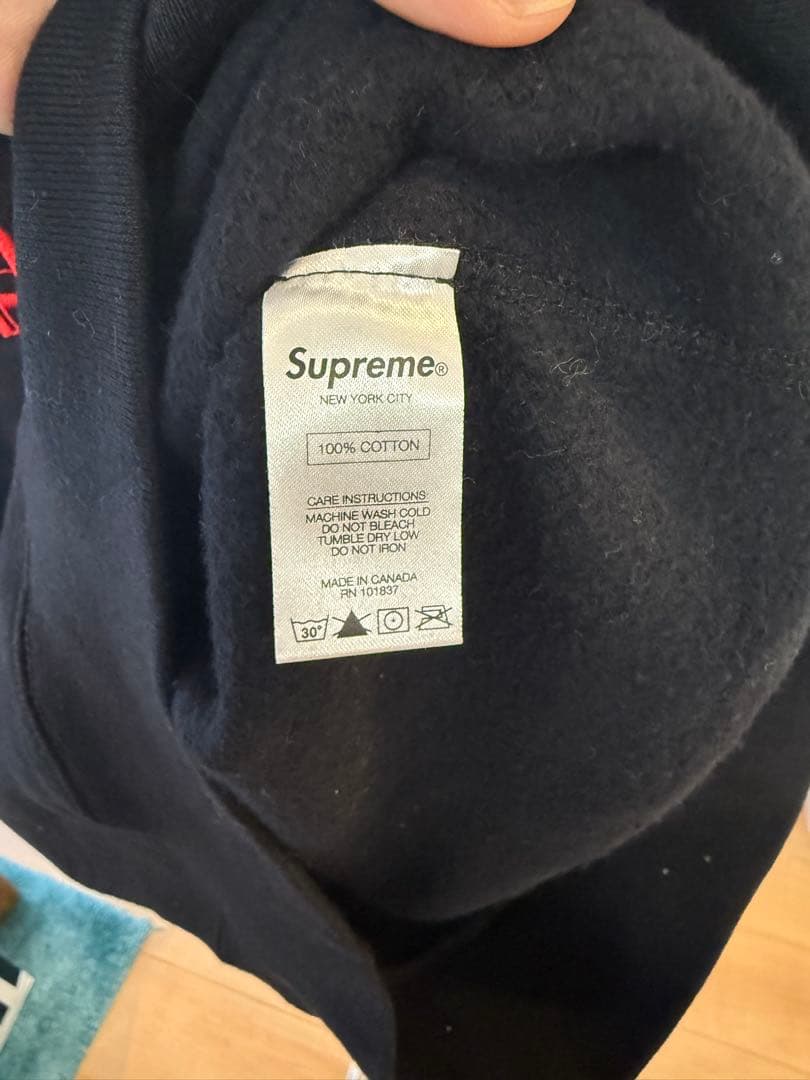 Supreme®
NEW YORK CITY
100% COTTON
CARE INSTRUCTIONS
MACHINE WASH COLD
DO NOT BLEACH
TUMBLE DRY LOW
DO NOT IRON
MADE IN CANADA
RN 101837
30°